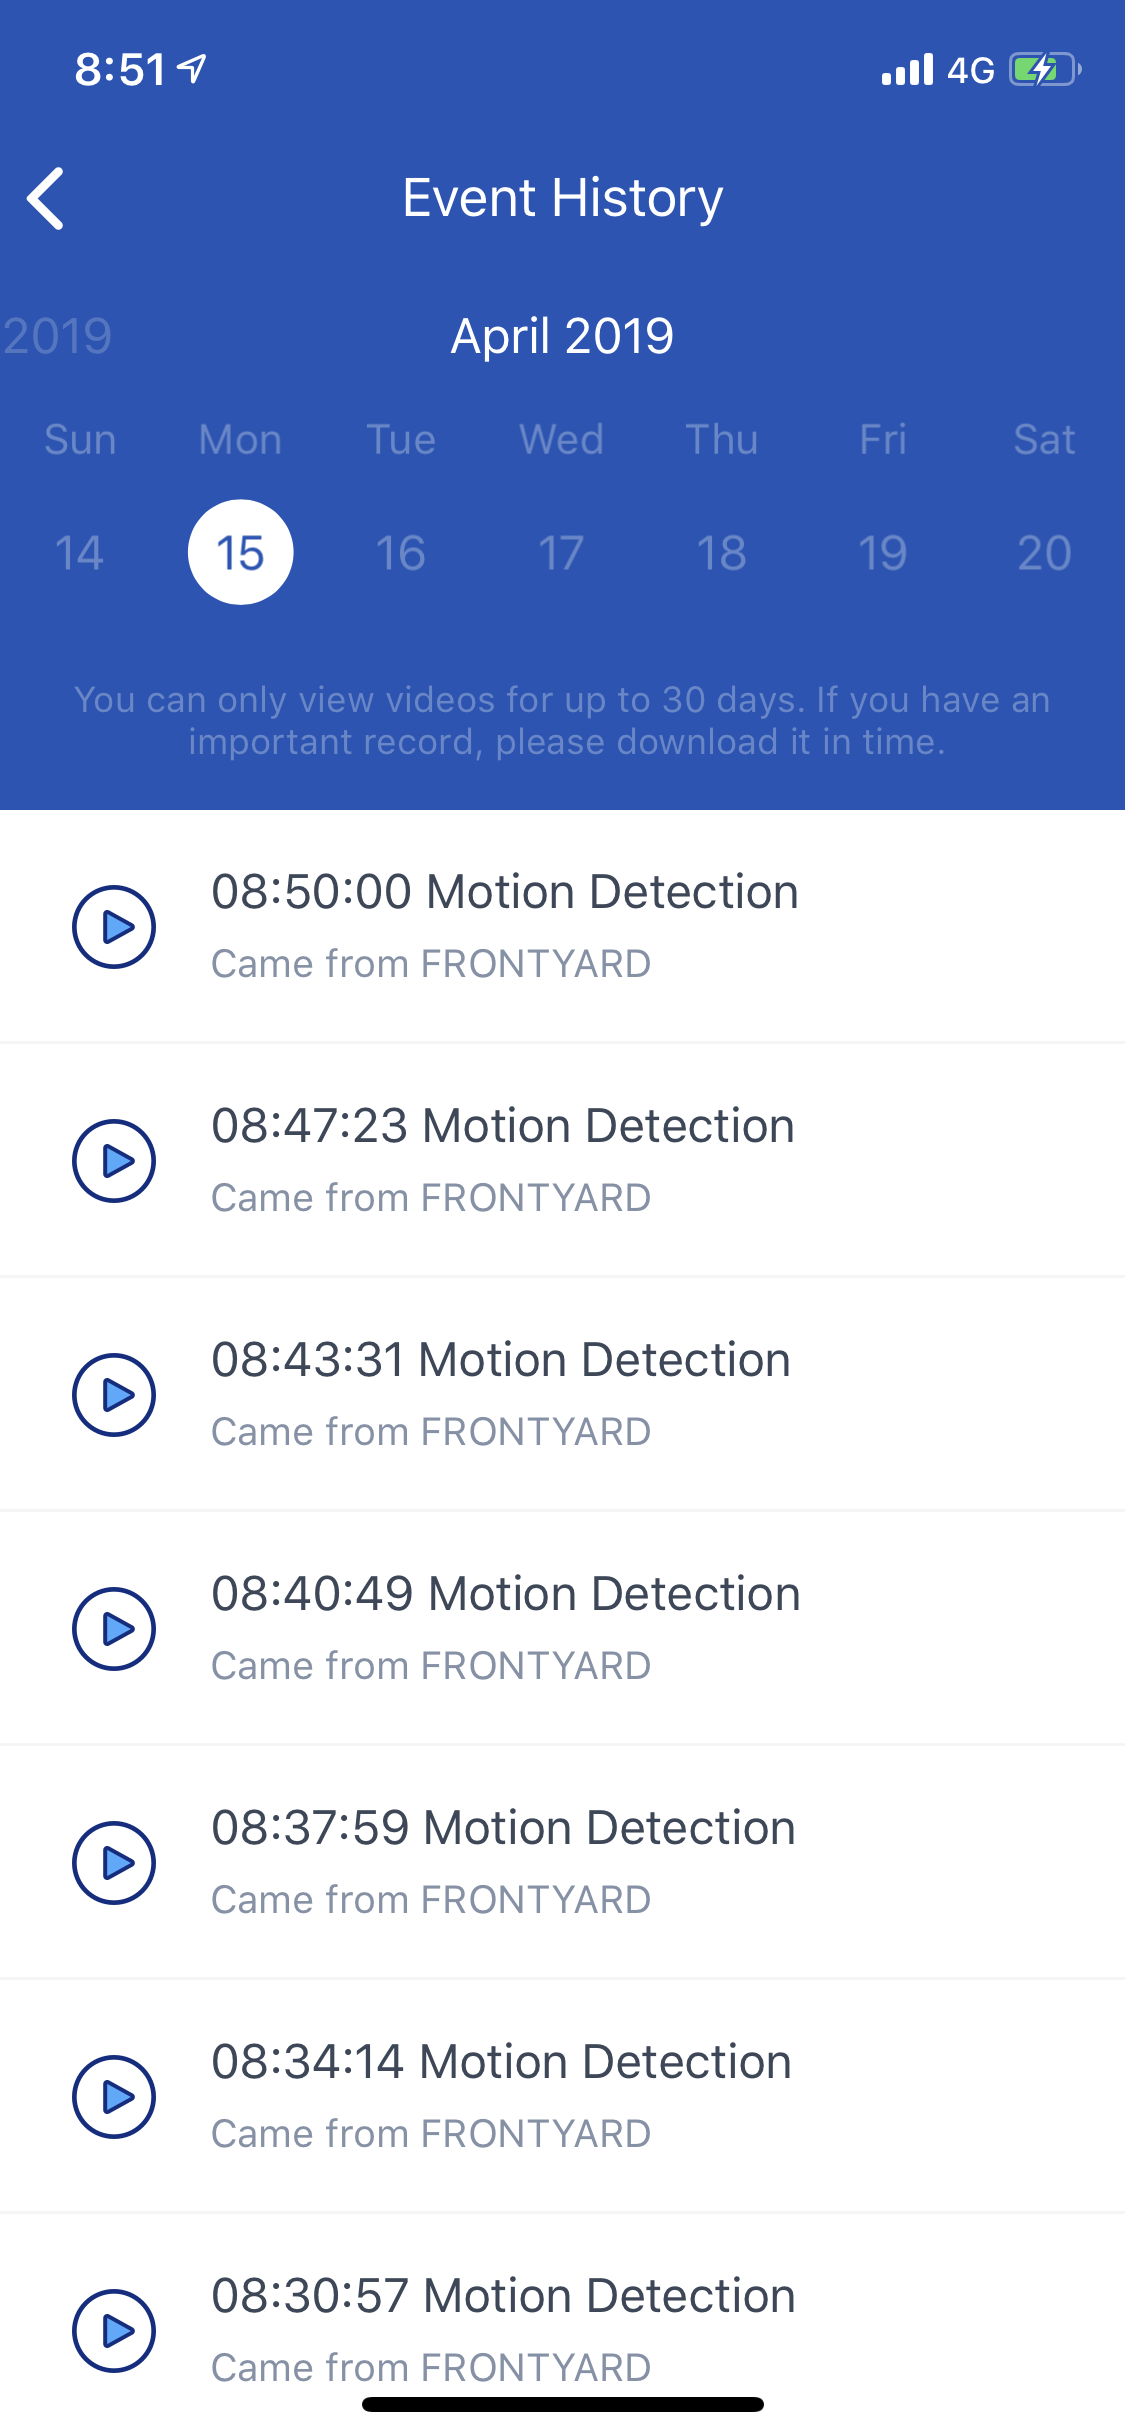 8:51
4G
Event History
2019
April 2019
Sun Mon Tue Wed Thu Fri Sat
14 15 16 17 18 19 20
You can only view videos for up to 30 days. If you have an
important record, please download it in time.
08:50:00 Motion Detection
Came from FRONTYARD
08:47:23 Motion Detection
Came from FRONTYARD
08:43:31 Motion Detection
Came from FRONTYARD
08:40:49 Motion Detection
Came from FRONTYARD
08:37:59 Motion Detection
Came from FRONTYARD
08:34:14 Motion Detection
Came from FRONTYARD
08:30:57 Motion Detection
Came from FRONTYARD